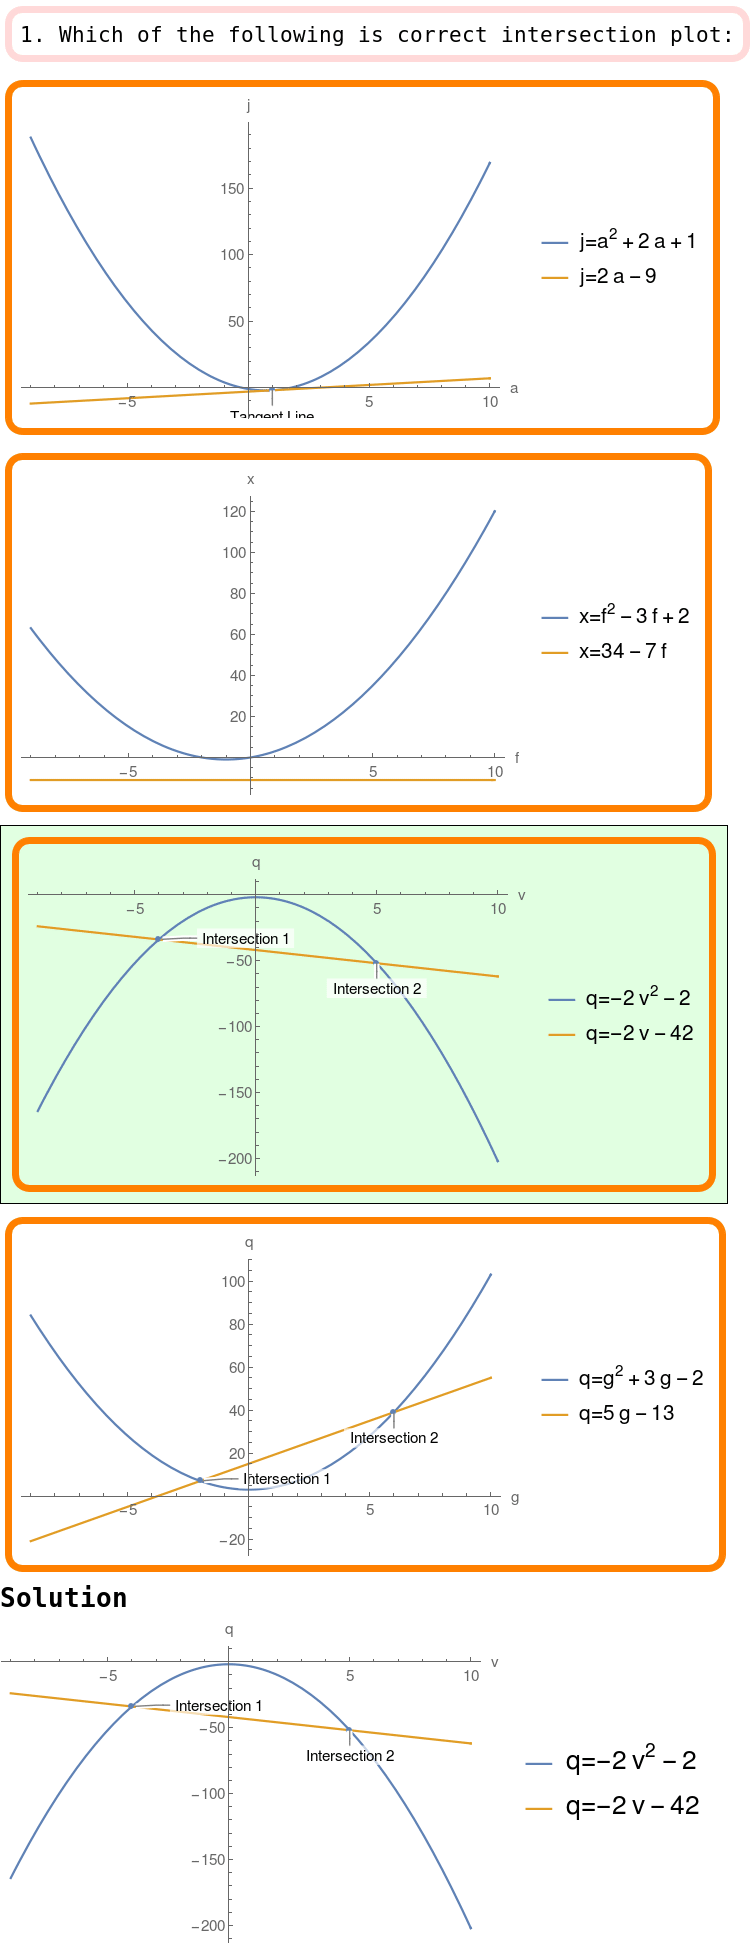 1. Which of the following is correct intersection plot:
j
150
100
50
−5
5
10
a
Tangent Line
j=a² + 2 a + 1
j=2 a − 9
x
120
100
80
60
40
20
−5
5
10
f
x=f² − 3 f + 2
x=34 − 7 f
q
v
−5
5
10
Intersection 1
−50
Intersection 2
−100
−150
−200
q=−2 v² − 2
q=−2 v − 42
q
100
80
60
40
Intersection 2
20
Intersection 1
−5
5
10
g
−20
q=g² + 3 g − 2
q=5 g − 13
Solution
q
v
−5
5
10
Intersection 1
−50
Intersection 2
−100
−150
−200
q=−2 v² − 2
q=−2 v − 42